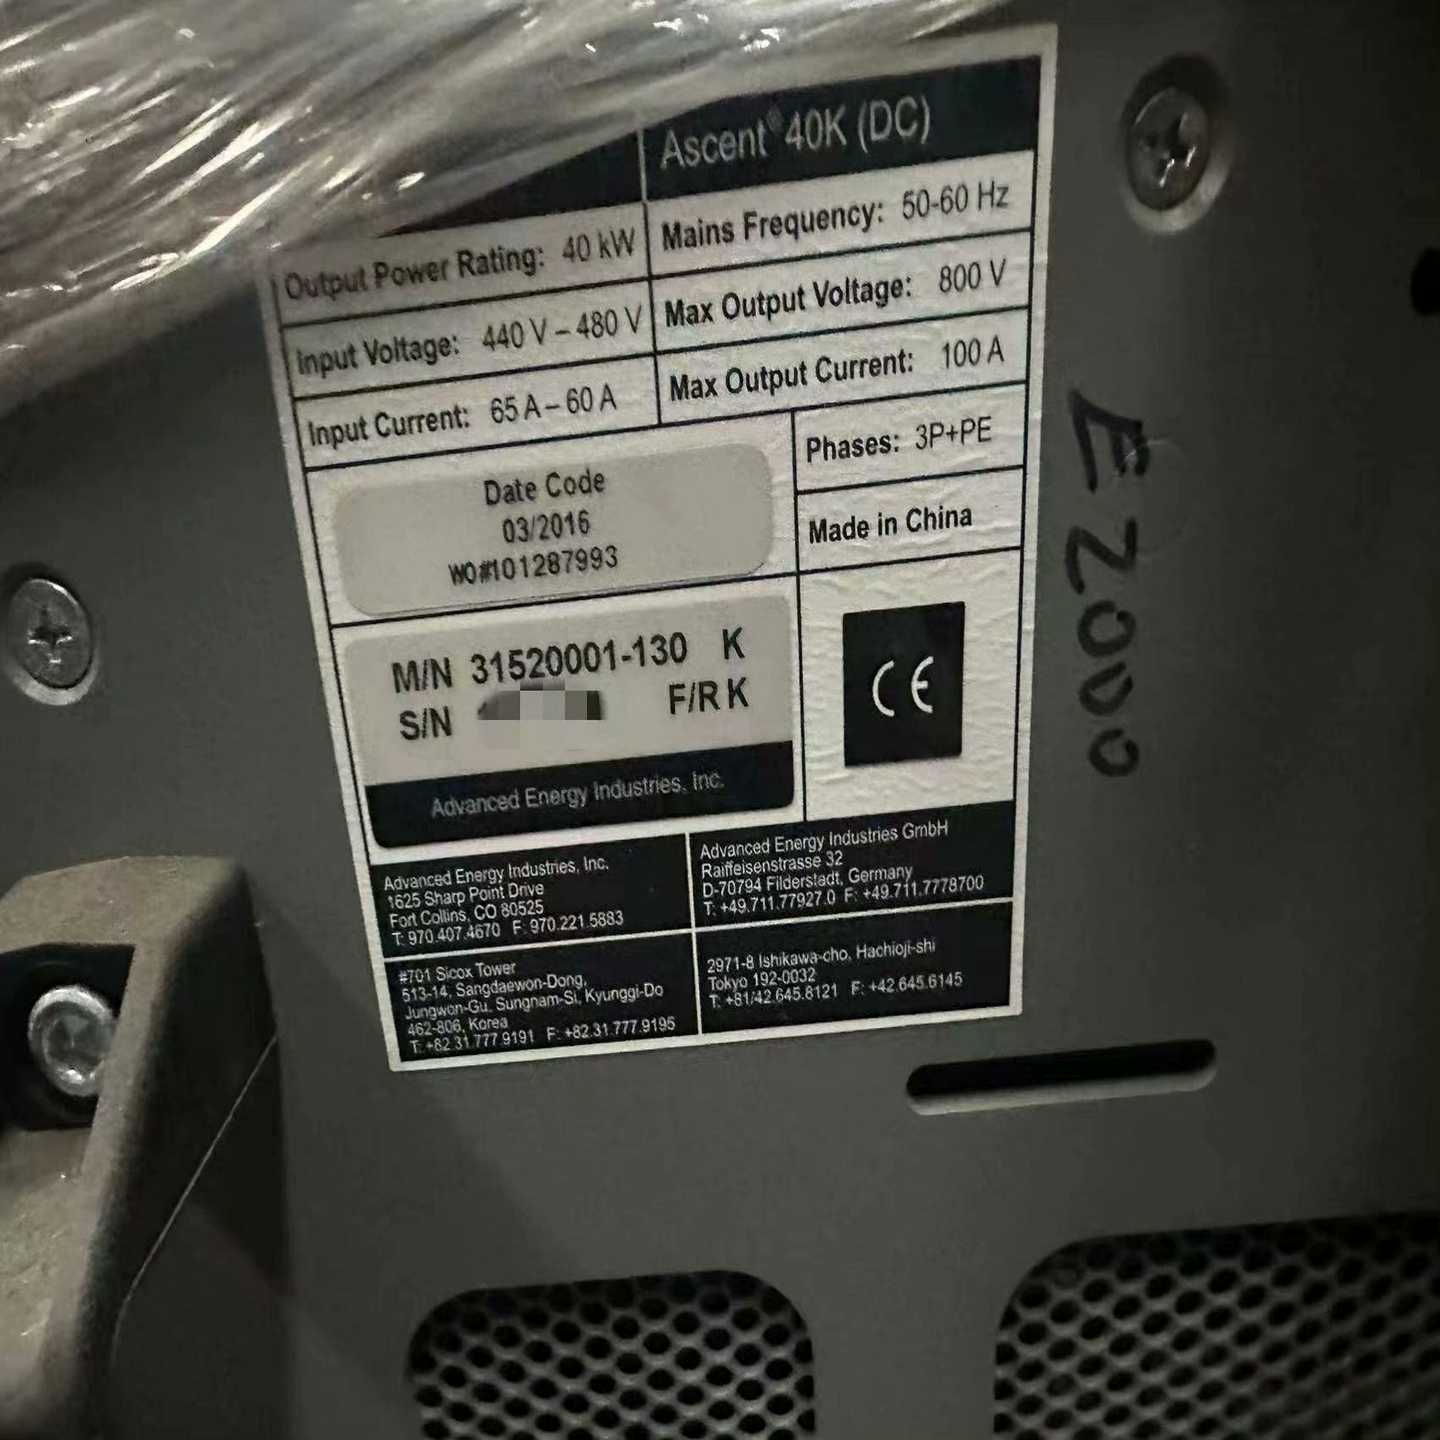 Ascent® 40K (DC)
Output Power Rating: 40 kW
Mains Frequency: 50-60 Hz
Input Voltage: 440 V – 480 V
Max Output Voltage: 800 V
Input Current: 65 A – 60 A
Max Output Current: 100 A
Date Code
03/2016
WO#101287993
Phases: 3P+PE
Made in China
M/N 31520001-130 K
S/N F/R K
CE
Advanced Energy Industries, Inc.
Advanced Energy Industries, Inc.
1625 Sharp Point Drive
Fort Collins, CO 80525
T: 970.407.4670 F: 970.221.5883
Advanced Energy Industries GmbH
Raiffeisenstrasse 32
D-70794 Filderstadt, Germany
T: +49.711.77927.0 F: +49.711.7778700
#701 Sicox Tower
513-14, Sangdaewon-Dong,
Jungwon-Gu, Sungnam-Si, Kyunggi-Do
462-806, Korea
T: +82.31.777.9191 F: +82.31.777.9195
2971-8 Ishikawa-cho, Hachioji-shi
Tokyo 192-0032
T: +81/42.645.8121 F: +42.645.6145
E2000